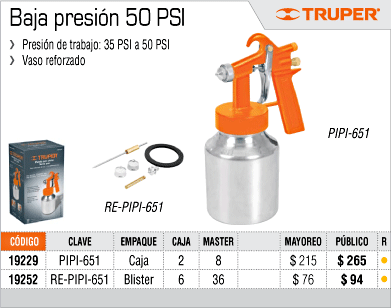 Baja presión 50 PSI
TRUPER®
Presión de trabajo: 35 PSI a 50 PSI
Vaso reforzado
PIPI-651
TRUPER
RE-PIPI-651
CÓDIGO CLAVE EMPAQUE CAJA MASTER MAYOREO PÚBLICO R
19229 PIPI-651 Caja 2 8 $ 215 $ 265
19252 RE-PIPI-651 Blister 6 36 $ 76 $ 94